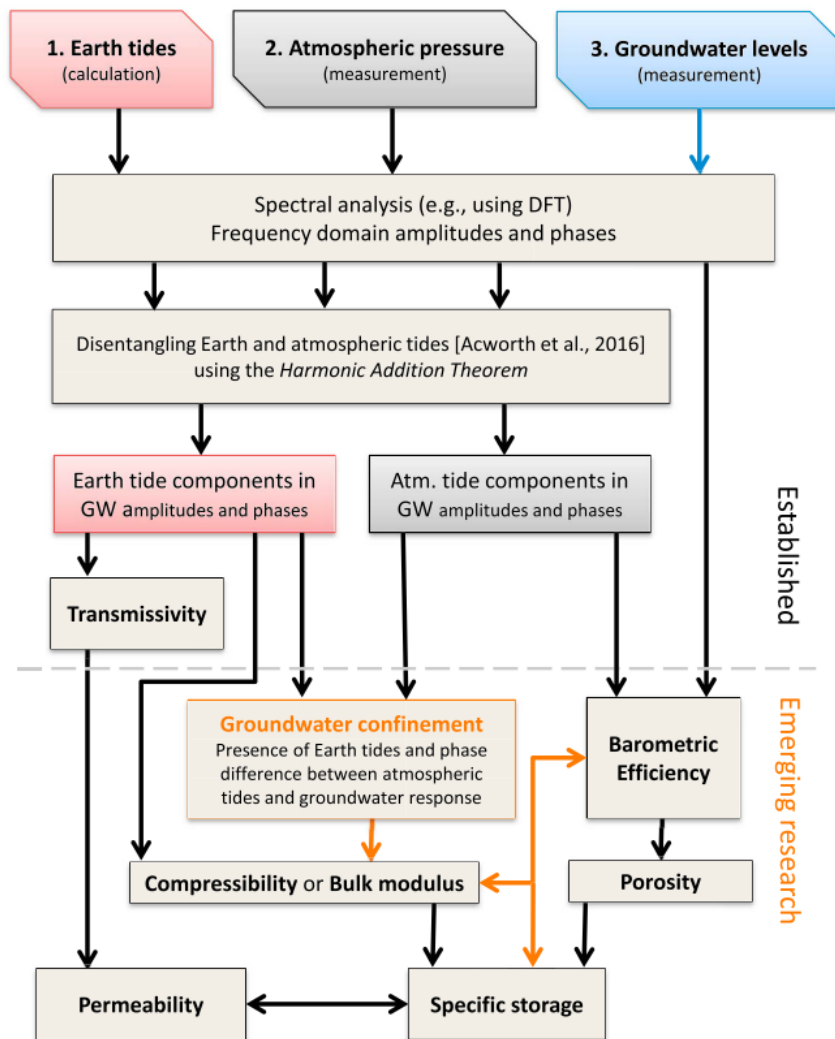 1. Earth tides
(calculation)
2. Atmospheric pressure
(measurement)
3. Groundwater levels
(measurement)
Spectral analysis (e.g., using DFT)
Frequency domain amplitudes and phases
Disentangling Earth and atmospheric tides [Acworth et al., 2016]
using the Harmonic Addition Theorem
Earth tide components in
GW amplitudes and phases
Atm. tide components in
GW amplitudes and phases
Established
Transmissivity
Emerging research
Groundwater confinement
Presence of Earth tides and phase
difference between atmospheric
tides and groundwater response
Barometric
Efficiency
Compressibility or Bulk modulus
Porosity
Permeability
Specific storage